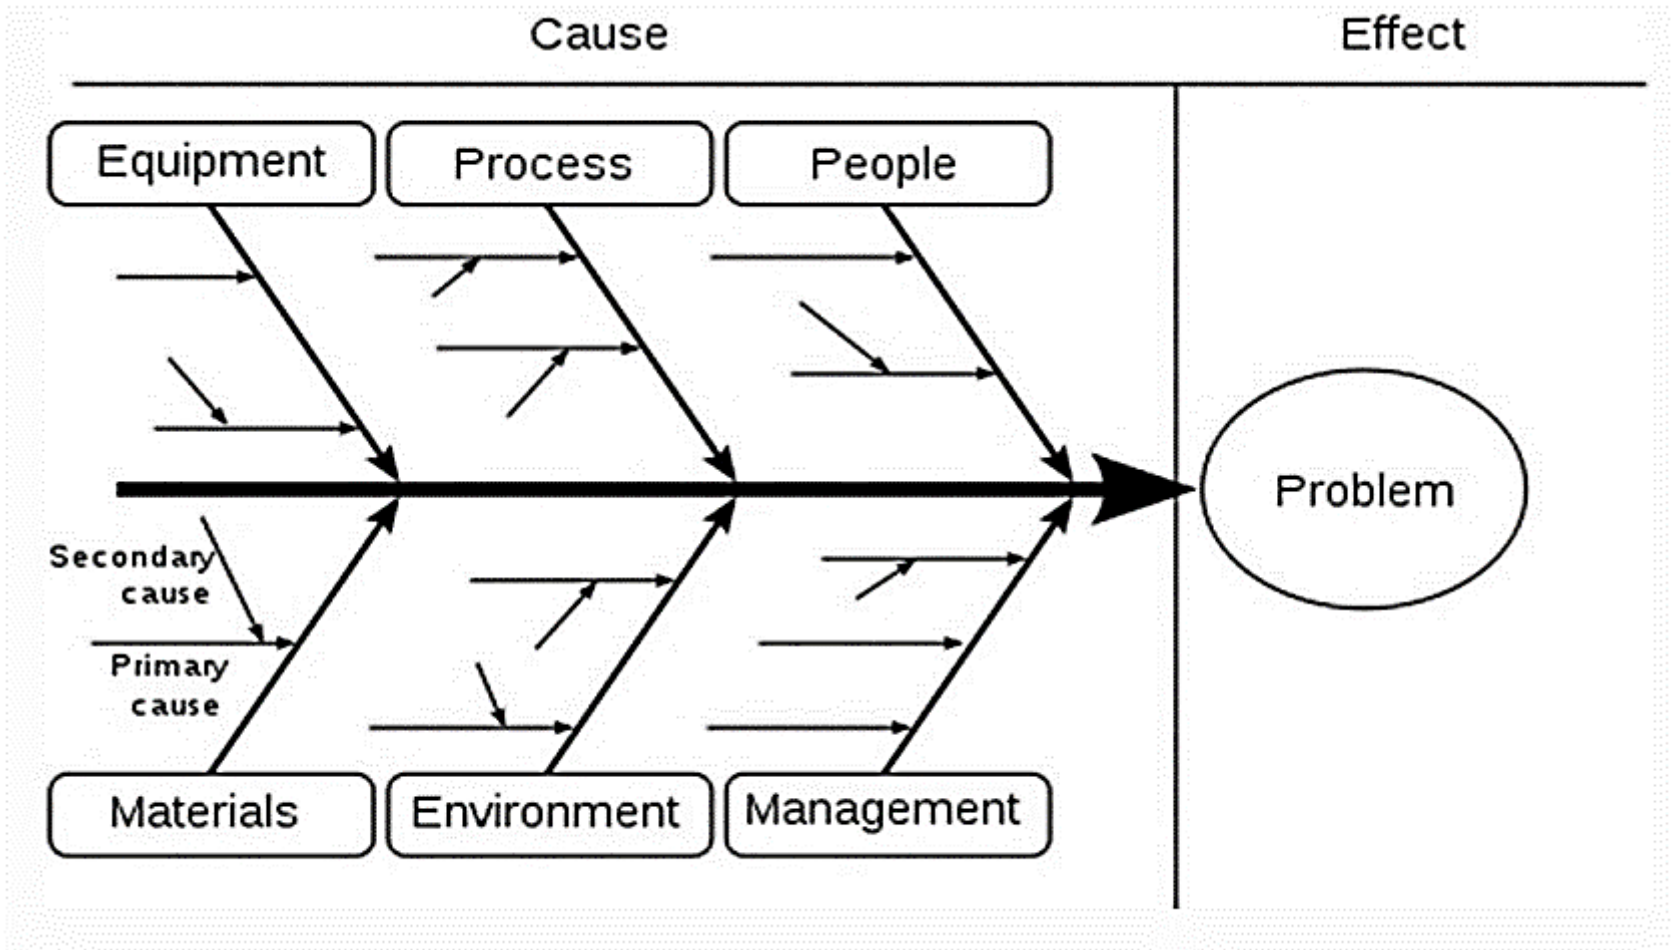 Cause
Effect
Equipment
Process
People
Problem
Secondary
cause
Primary
cause
Materials
Environment
Management